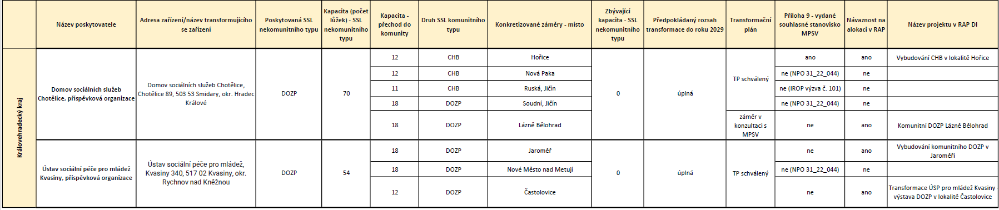 Název poskytovatele
Adresa zařízení/název transformujícího
se zařízení
Poskytovaná SSL
nekomunitního typu
Kapacita (počet
lůžek) - SSL
nekomunitního
typu
Kapacita -
přechod do
komunity
Druh SSL komunitního
typu
Konkretizované záměry - místo
Zbývající
kapacita - SSL
nekomunitního
typu
Předpokládaný rozsah
transformace do roku 2029
Transformační
plán
Příloha 9 - vydané
souhlasné stanovisko
MPSV
Návaznost na
alokaci v RAP
Název projektu v RAP DI
Královehradecký kraj
Domov sociálních služeb
Chotělice, příspěvková organizace
Domov sociálních služeb Chotělice,
Chotělice 89, 503 53 Smidary, okr. Hradec
Králové
DOZP
70
12
CHB
Hořice
0
úplná
TP schválený
ano
ano
Vybudování CHB v lokalitě Hořice
12
CHB
Nová Paka
ne (NPO 31_22_044)
ne
11
CHB
Ruská, Jičín
ne (IROP výzva č. 101)
ne
18
DOZP
Soudní, Jičín
ne (NPO 31_22_044)
ne
18
DOZP
Lázně Bělohrad
záměr v
konzultaci s
MPSV
ne
ano
Komunitní DOZP Lázně Bělohrad
Ústav sociální péče pro mládež
Kvasiny, příspěvková organizace
Ústav sociální péče pro mládež,
Kvasiny 340, 517 02 Kvasiny, okr.
Rychnov nad Kněžnou
DOZP
54
18
DOZP
Jaroměř
0
úplná
TP schválený
ne
ano
Vybudování komunitního DOZP v
Jaroměři
18
DOZP
Nové Město nad Metují
ne (NPO 31_22_044)
ne
12
DOZP
Častolovice
ne
ano
Transformace ÚSP pro mládež Kvasiny -
výstava DOZP v lokalitě Častolovice